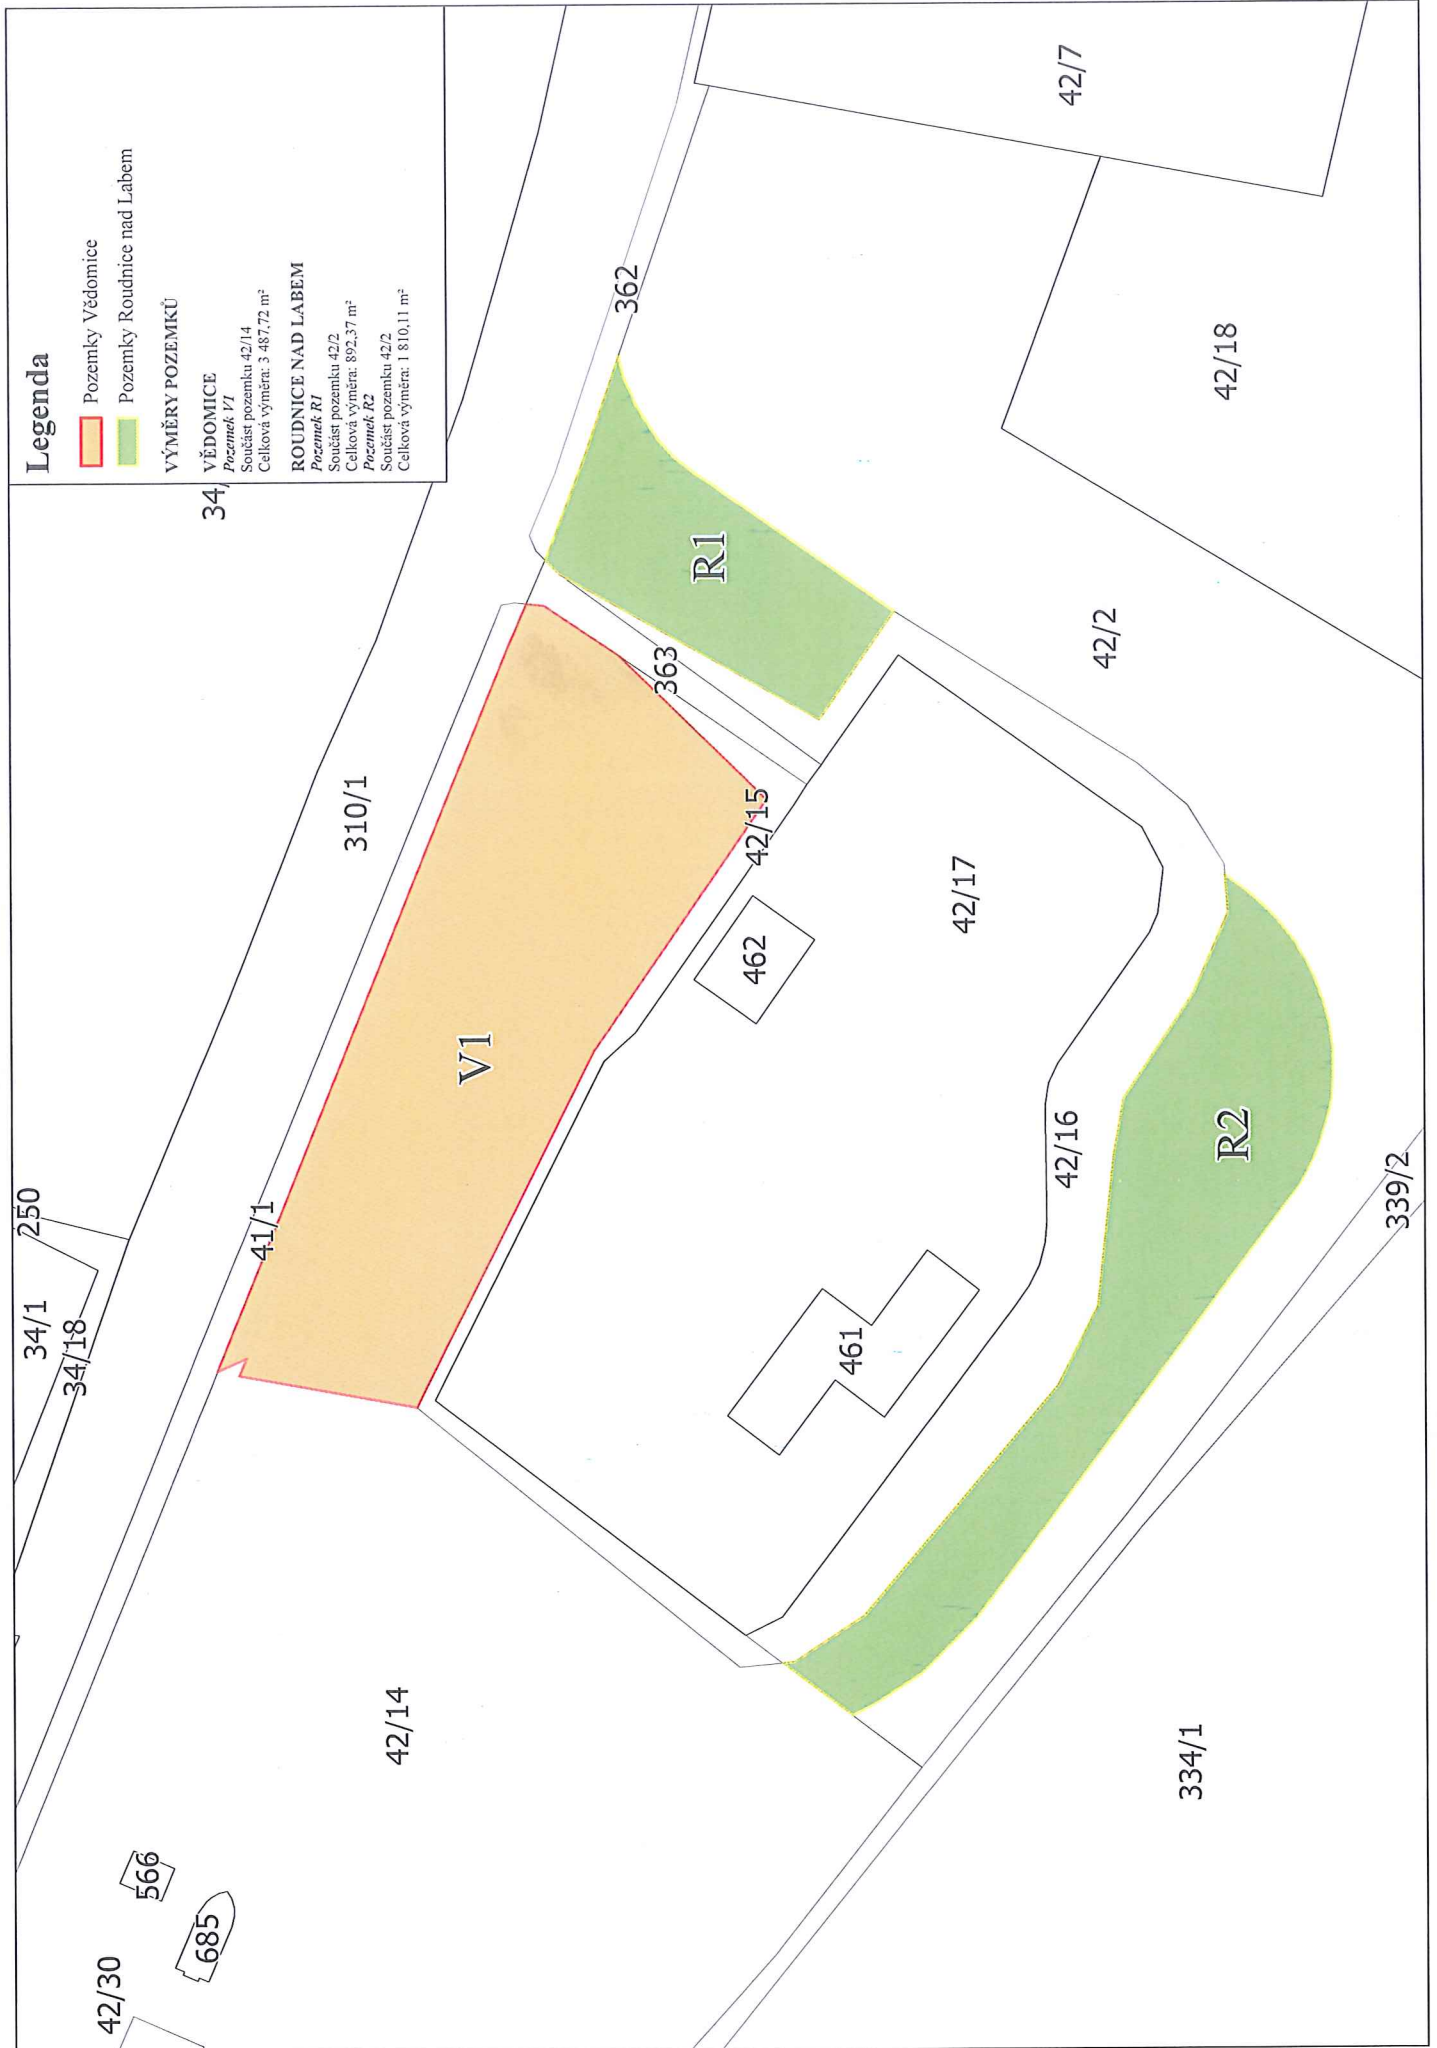 Legenda
Pozemky Vědomice
Pozemky Roudnice nad Labem
VÝMĚRY POZEMKŮ
VĚDOMICE
Pozemek V1
Součást pozemku 42/14
Celková výměra: 3 487,72 m²
ROUDNICE NAD LABEM
Pozemek R1
Součást pozemku 42/2
Celková výměra: 892,37 m²
Pozemek R2
Součást pozemku 42/2
Celková výměra: 1 810,11 m²
250
34/1
34/18
34/
41/1
310/1
362
42/7
V1
R1
363
42/15
42/18
42/2
462
42/17
461
42/16
R2
339/2
42/14
334/1
566
685
42/30